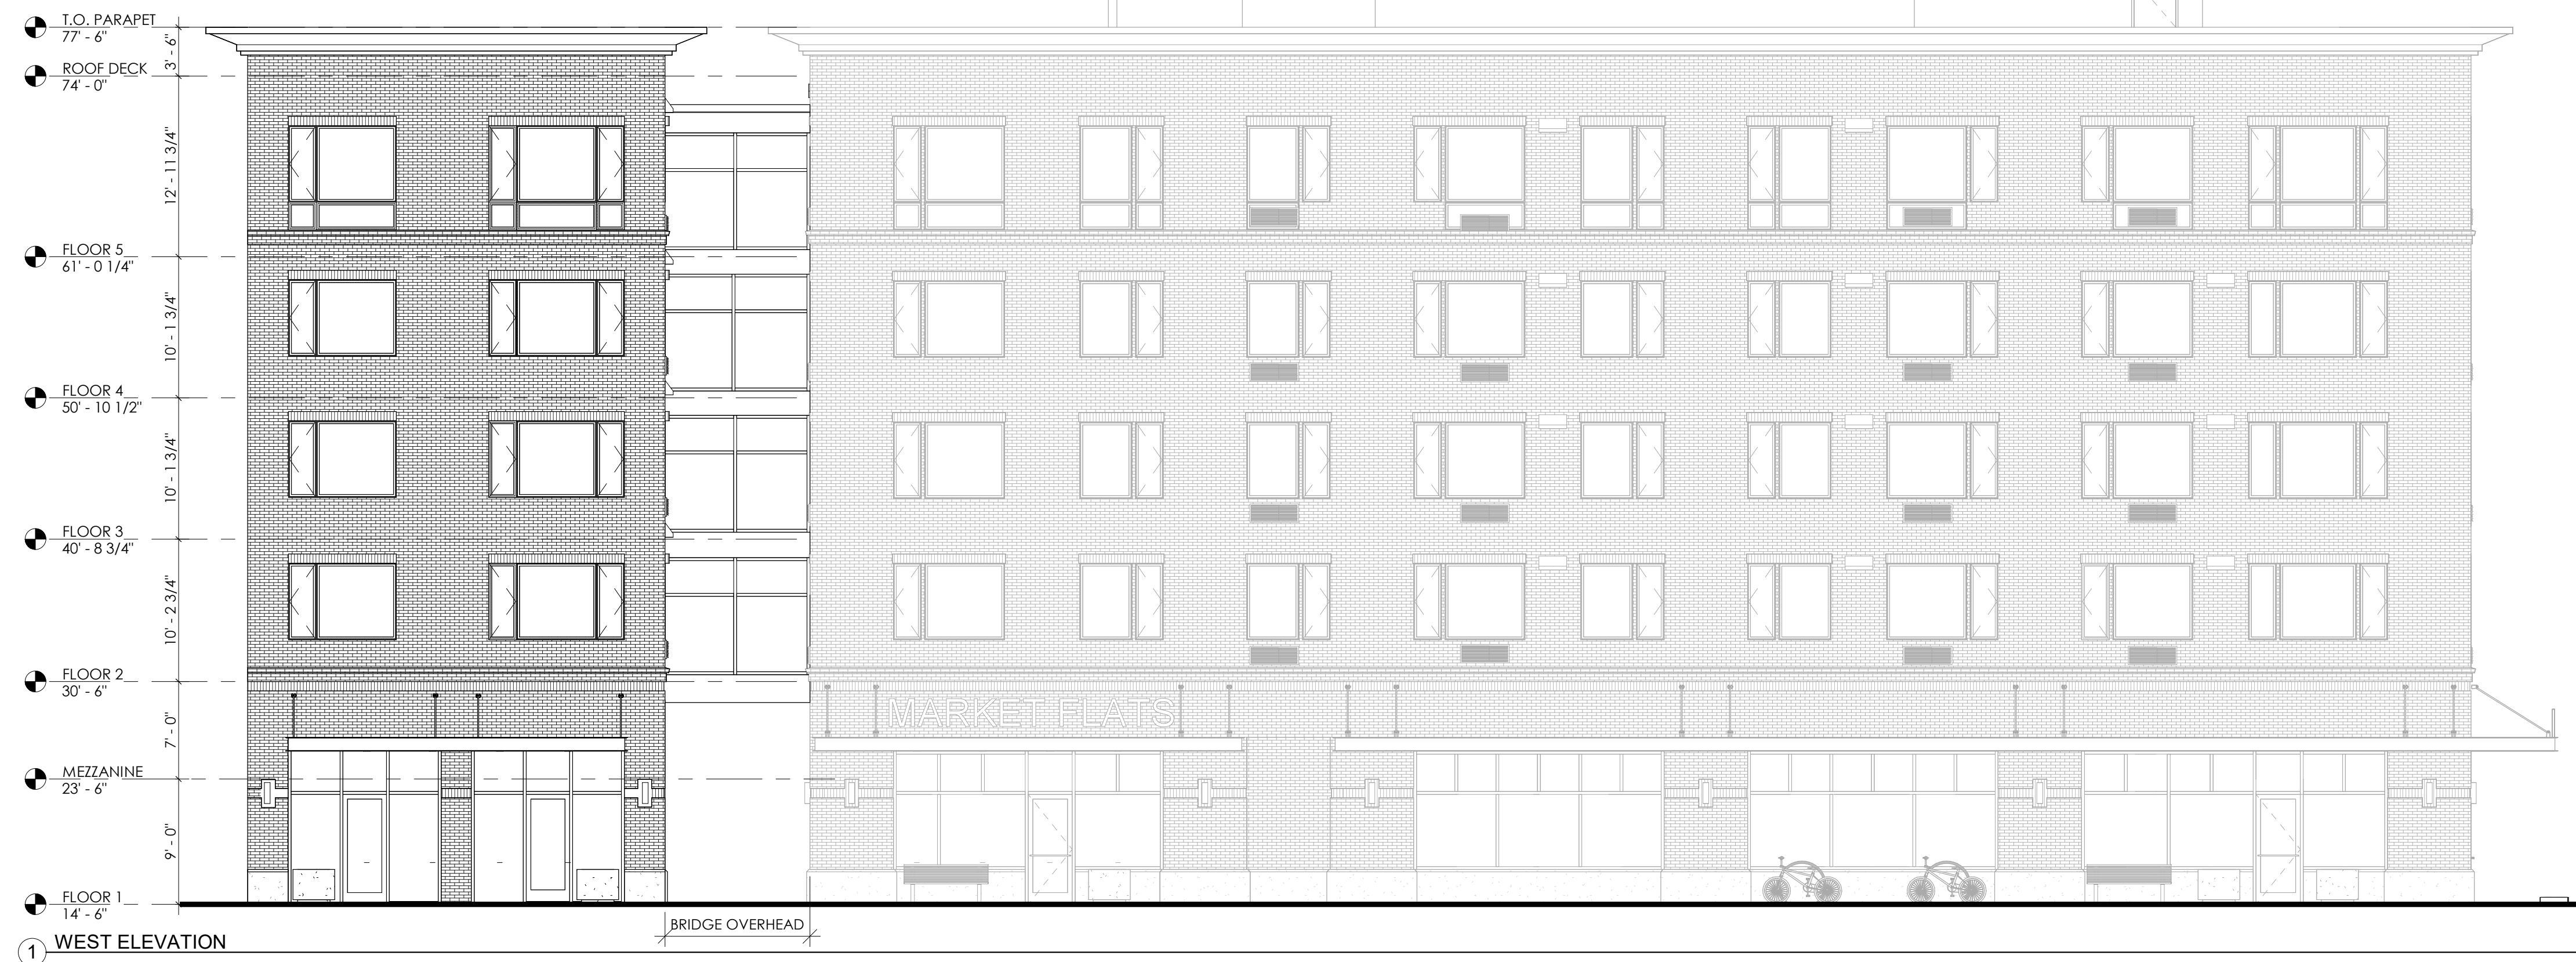 T.O. PARAPET
77' - 6"
3' - 6"
ROOF DECK
74' - 0"
12' - 11 3/4"
FLOOR 5
61' - 0 1/4"
10' - 1 3/4"
FLOOR 4
50' - 10 1/2"
10' - 1 3/4"
FLOOR 3
40' - 8 3/4"
10' - 2 3/4"
FLOOR 2
30' - 6"
MARKET FLATS
7' - 0"
MEZZANINE
23' - 6"
9' - 0"
FLOOR 1
14' - 6"
BRIDGE OVERHEAD
1 WEST ELEVATION